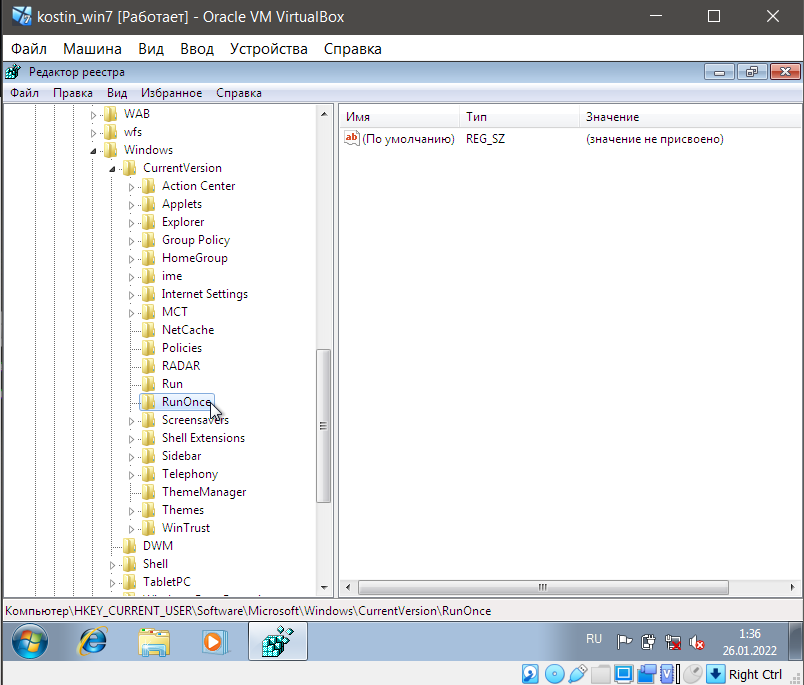 kostin_win7 [Работает] - Oracle VM VirtualBox
Файл Машина Вид Ввод Устройства Справка
Редактор реестра
Файл Правка Вид Избранное Справка
Имя Тип Значение
(По умолчанию) REG_SZ (значение не присвоено)
WAB
wfs
Windows
CurrentVersion
Action Center
Applets
Explorer
Group Policy
HomeGroup
ime
Internet Settings
MCT
NetCache
Policies
RADAR
Run
RunOnce
Screensavers
Shell Extensions
Sidebar
Telephony
ThemeManager
Themes
WinTrust
DWM
Shell
TabletPC
Компьютер\HKEY_CURRENT_USER\Software\Microsoft\Windows\CurrentVersion\RunOnce
RU
1:36
26.01.2022
Right Ctrl